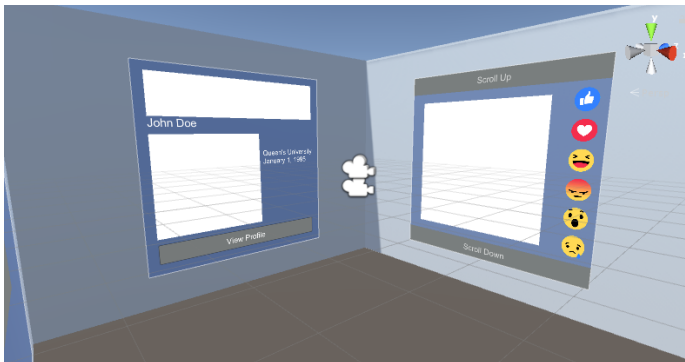 John Doe
Queen's University
January 1, 1985
View Profile
Scroll Up
Scroll Down
y